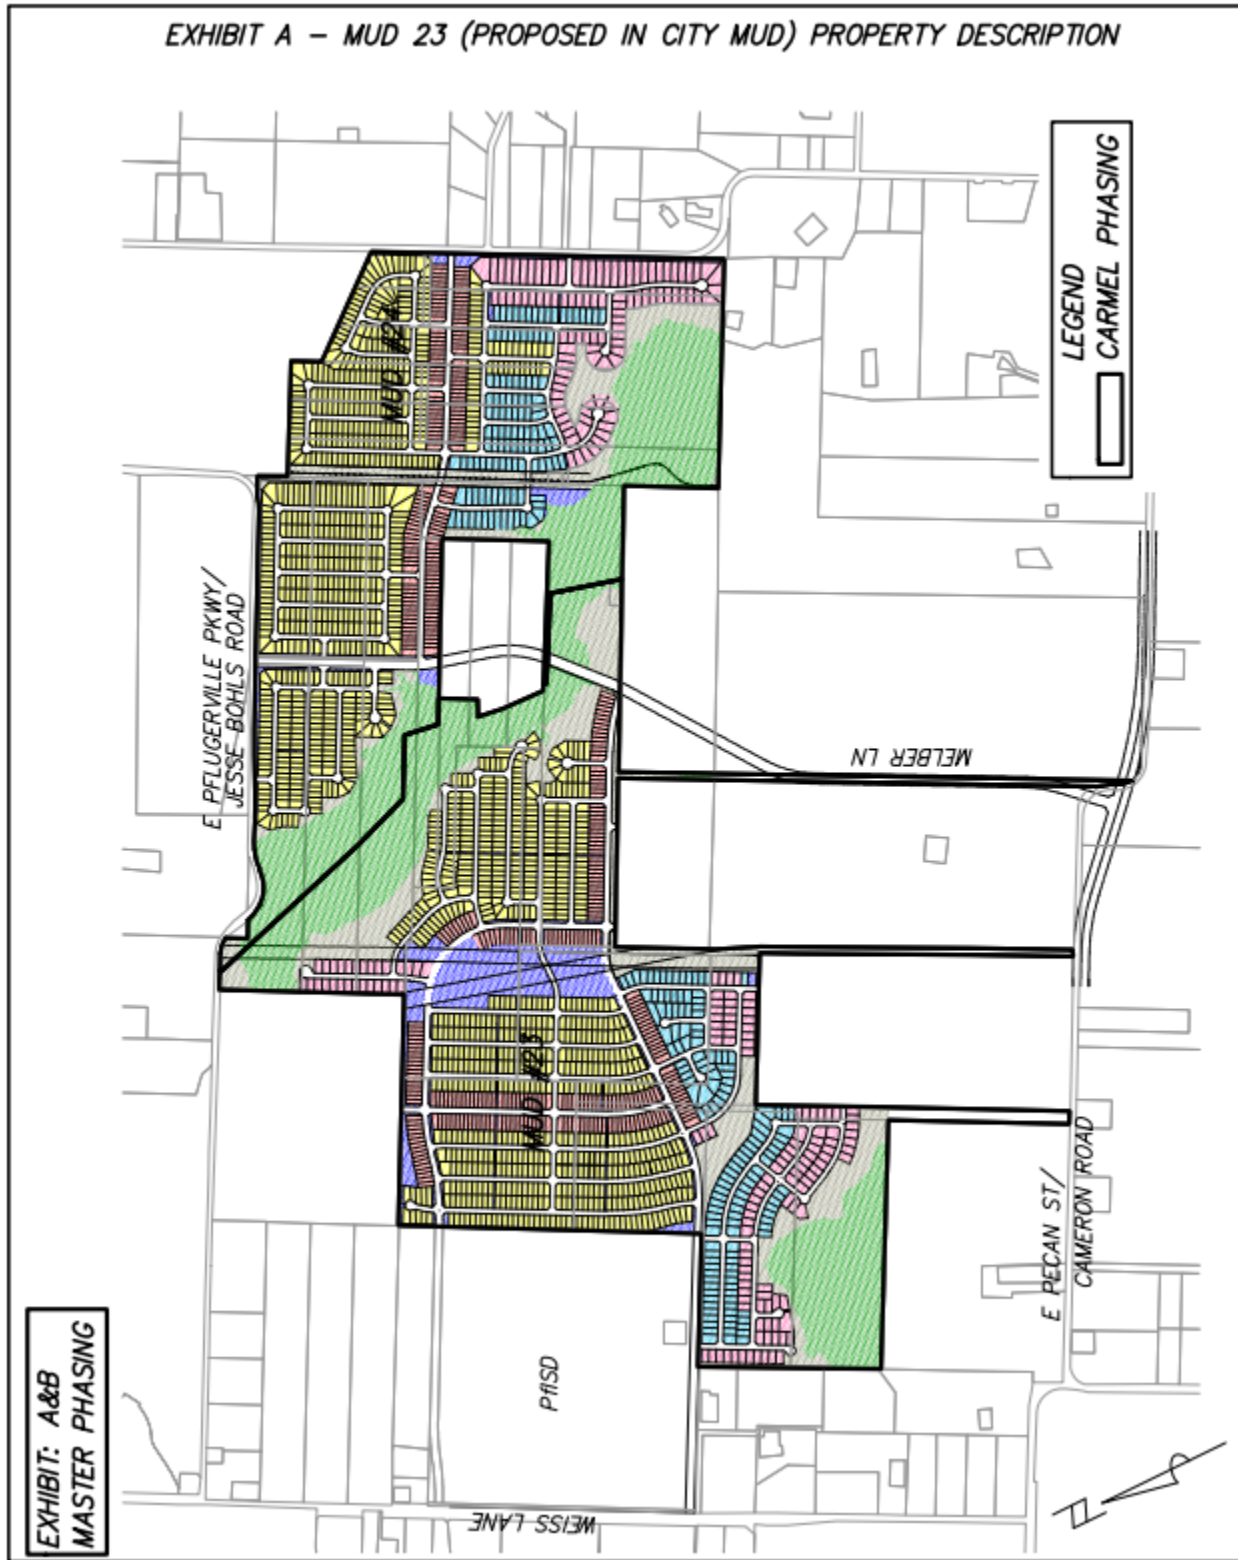 EXHIBIT A – MUD 23 (PROPOSED IN CITY MUD) PROPERTY DESCRIPTION
LEGEND
CARMEL PHASING
MUD #24
E PFLUGERVILLE PKWY/
JESSE BOHLS ROAD
MELBER LN
MUD #23
E PECAN ST/
CAMERON ROAD
PfISD
WEISS LANE
EXHIBIT: A&B
MASTER PHASING
N